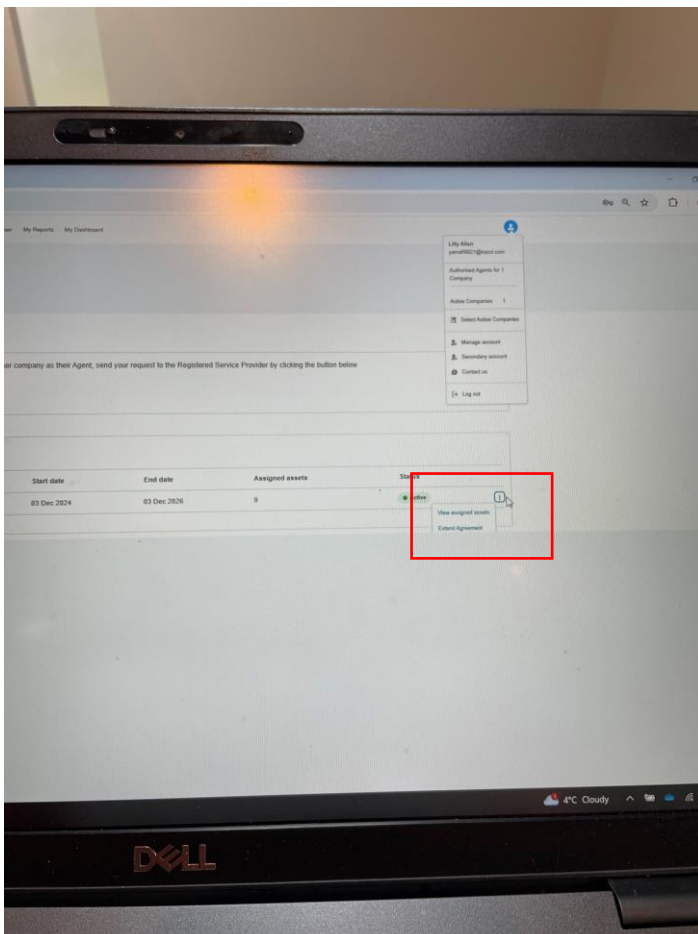 My Reports My Dashboard
Lilly Allen
Authorised Agents for 1
Company
Active Companies 1
Select Active Companies
Manage account
Secondary account
Contact us
Log out
er company as their Agent, send your request to the Registered Service Provider by clicking the button below
Start date End date Assigned assets Status
03 Dec 2024 03 Dec 2026 9 Active
View assigned assets
Extend Agreement
4°C Cloudy
DELL